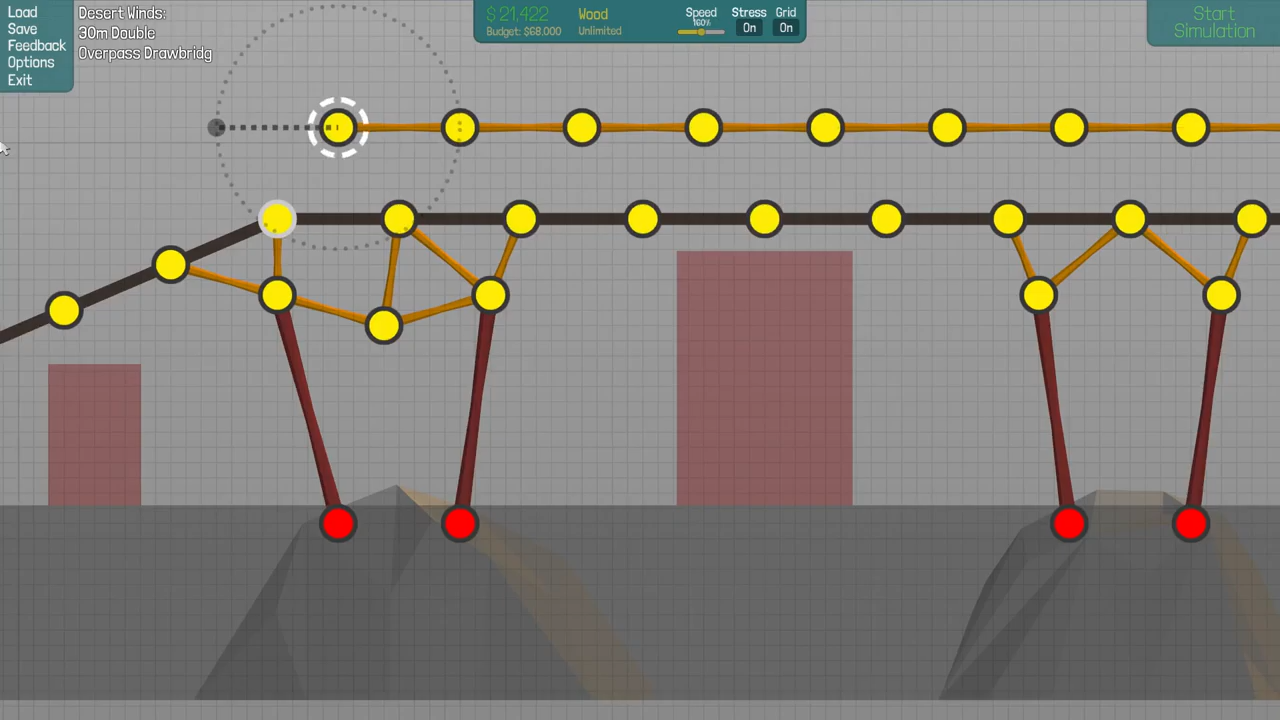 Load
Save
Feedback
Options
Exit
Desert Winds:
30m Double
Overpass Drawbridg
$ 21,422
Budget: $68,000
Wood
Unlimited
Speed
160%
Stress
On
Grid
On
Start
Simulation